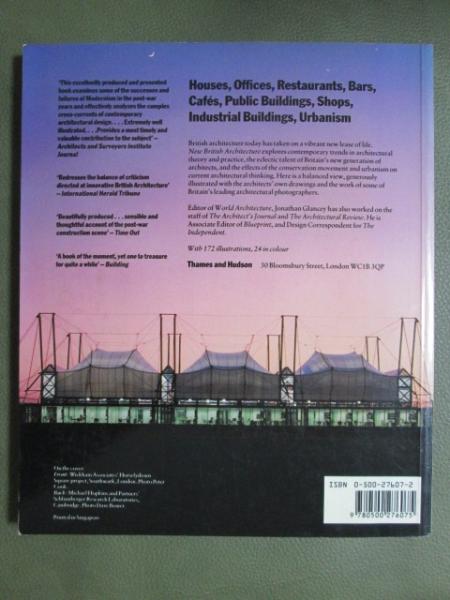 'This excellently produced and presented
book examines some of the successes and
failures of Modernism in the post-war
years and effectively analyses the complex
cross-currents of contemporary
architectural design. . . . Extremely well
illustrated. . . . Provides a most timely and
valuable contribution to the subject' –
Architects and Surveyors Institute
Journal
'Redresses the balance of criticism
directed at innovative British Architecture'
– International Herald Tribune
'Beautifully produced . . . sensible and
thoughtful account of the post-war
construction scene' – Time Out
'A book of the moment, yet one to treasure
for quite a while' – Building
Houses, Offices, Restaurants, Bars,
Cafés, Public Buildings, Shops,
Industrial Buildings, Urbanism
British architecture today has taken on a vibrant new lease of life.
New British Architecture explores contemporary trends in architectural
theory and practice, the eclectic talent of Britain's new generation of
architects, and the effects of the conservation movement and urbanism on
current architectural thinking. Here is a balanced view, generously
illustrated with the architects' own drawings and the work of some of
Britain's leading architectural photographers.
Editor of World Architecture, Jonathan Glancey has also worked on the
staff of The Architect's Journal and The Architectural Review. He is
Associate Editor of Blueprint, and Design Correspondent for The
Independent.
With 172 illustrations, 24 in colour
Thames and Hudson 30 Bloomsbury Street, London WC1B 3QP
On the cover:
Front: Wickham Associates' Horselydown
Square project, Southwark, London. Photo Peter
Cook
Back: Michael Hopkins and Partners'
Schlumberger Research Laboratories,
Cambridge. Photo Dave Bower
Printed in Singapore
ISBN 0-500-27607-2
9 780500 276075